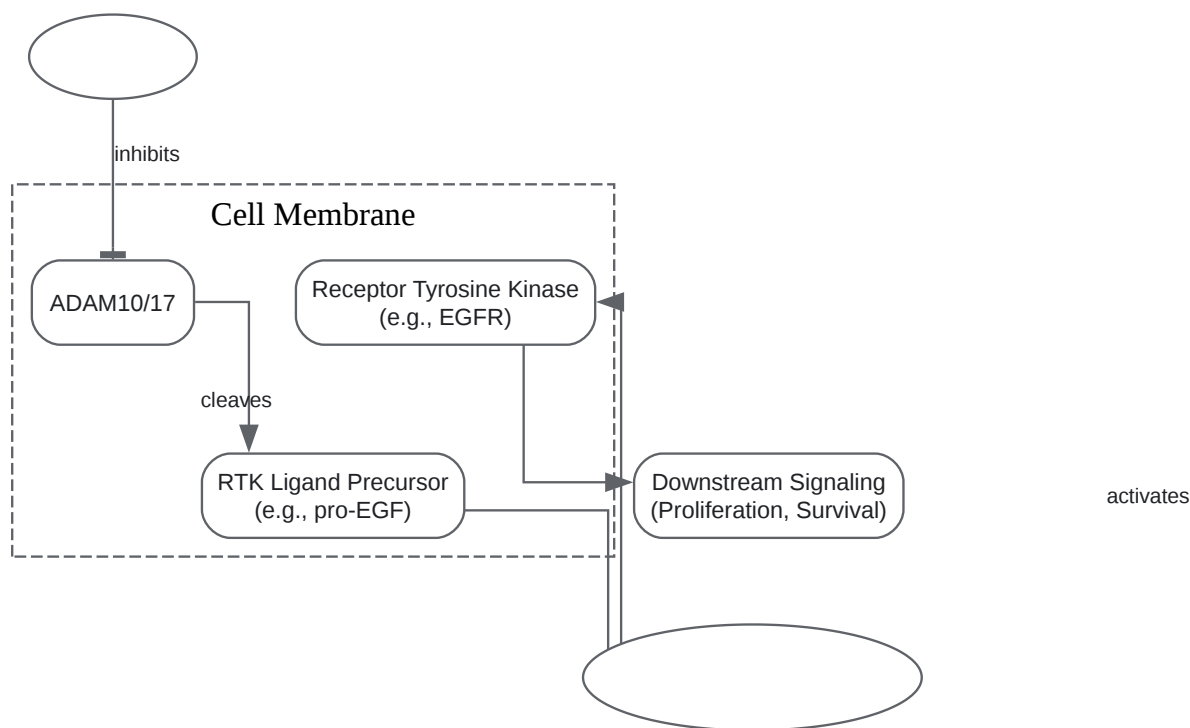 inhibits
Cell Membrane
ADAM10/17
Receptor Tyrosine Kinase
(e.g., EGFR)
cleaves
RTK Ligand Precursor
(e.g., pro-EGF)
Downstream Signaling
(Proliferation, Survival)
activates